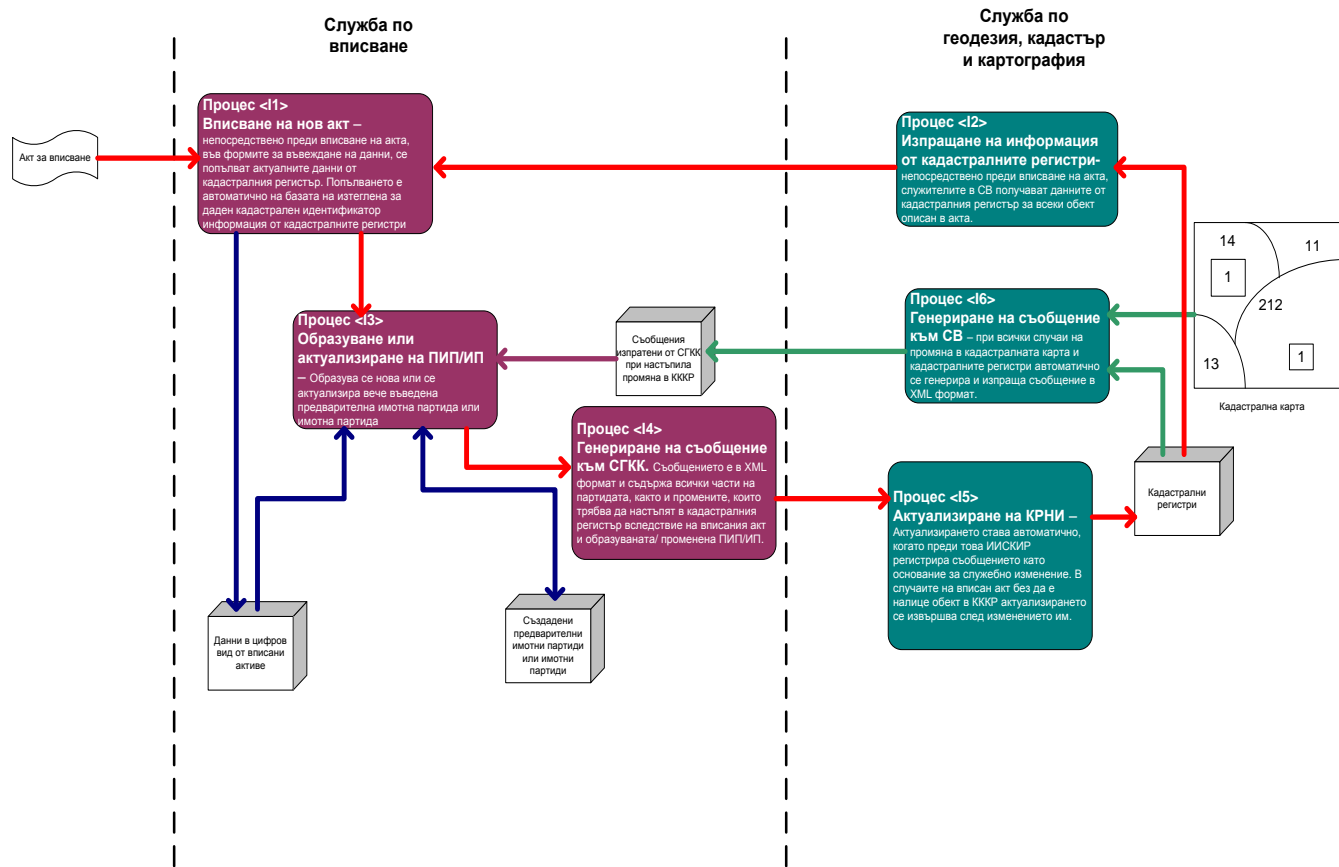 Служба по
вписване
Служба по
геодезия, кадастър
и картография
Акт за вписване
Процес <I1>
Вписване на нов акт –
непосредствено преди вписване на акта,
във формите за въвеждане на данни, се
попълват актуалните данни от
кадастралния регистър. Попълването е
автоматично на базата на изтеглена за
даден кадастрален идентификатор
информация от кадастралните регистри
Процес <I2>
Изпращане на информация
от кадастралните регистри-
непосредствено преди вписване на акта,
служителите в СВ получават данните от
кадастралния регистър за всеки обект
описан в акта.
14
11
1
212
13
1
Кадастрална карта
Процес <I3>
Образуване или
актуализиране на ПИП/ИП
– Образува се нова или се
актуализира вече въведена
предварителна имотна партида или
имотна партида
Съобщения
изпратени от СГКК
при настъпила
промяна в КККР
Процес <I6>
Генериране на съобщение
към СВ – при всички случаи на
промяна в кадастралната карта и
кадастралните регистри автоматично
се генерира и изпраща съобщение в
XML формат.
Процес <I4>
Генериране на съобщение
към СГКК. Съобщението е в XML
формат и съдържа всички части на
партидата, както и промените, които
трябва да настъпят в кадастралния
регистър вследствие на вписания акт
и образуваната/ променена ПИП/ИП.
Процес <I5>
Актуализиране на КРНИ –
Актуализирането става автоматично,
когато преди това ИИСКИР
регистрира съобщението като
основание за служебно изменение. В
случаите на вписан акт без да е
налице обект в КККР актуализирането
се извършва след изменението им.
Кадастрални
регистри
Данни в цифров
вид от вписани
активе
Създадени
предварителни
имотни партиди
или имотни
партиди